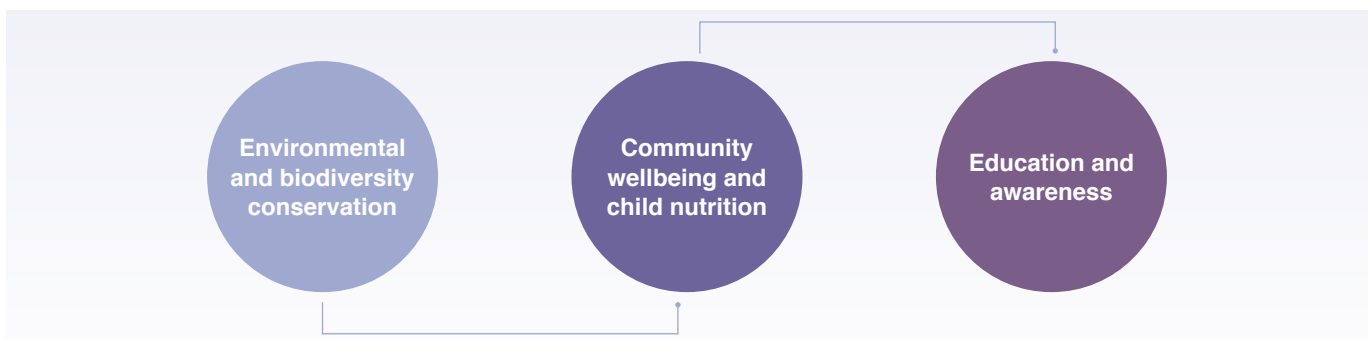 Environmental
and biodiversity
conservation
Community
wellbeing and
child nutrition
Education and
awareness